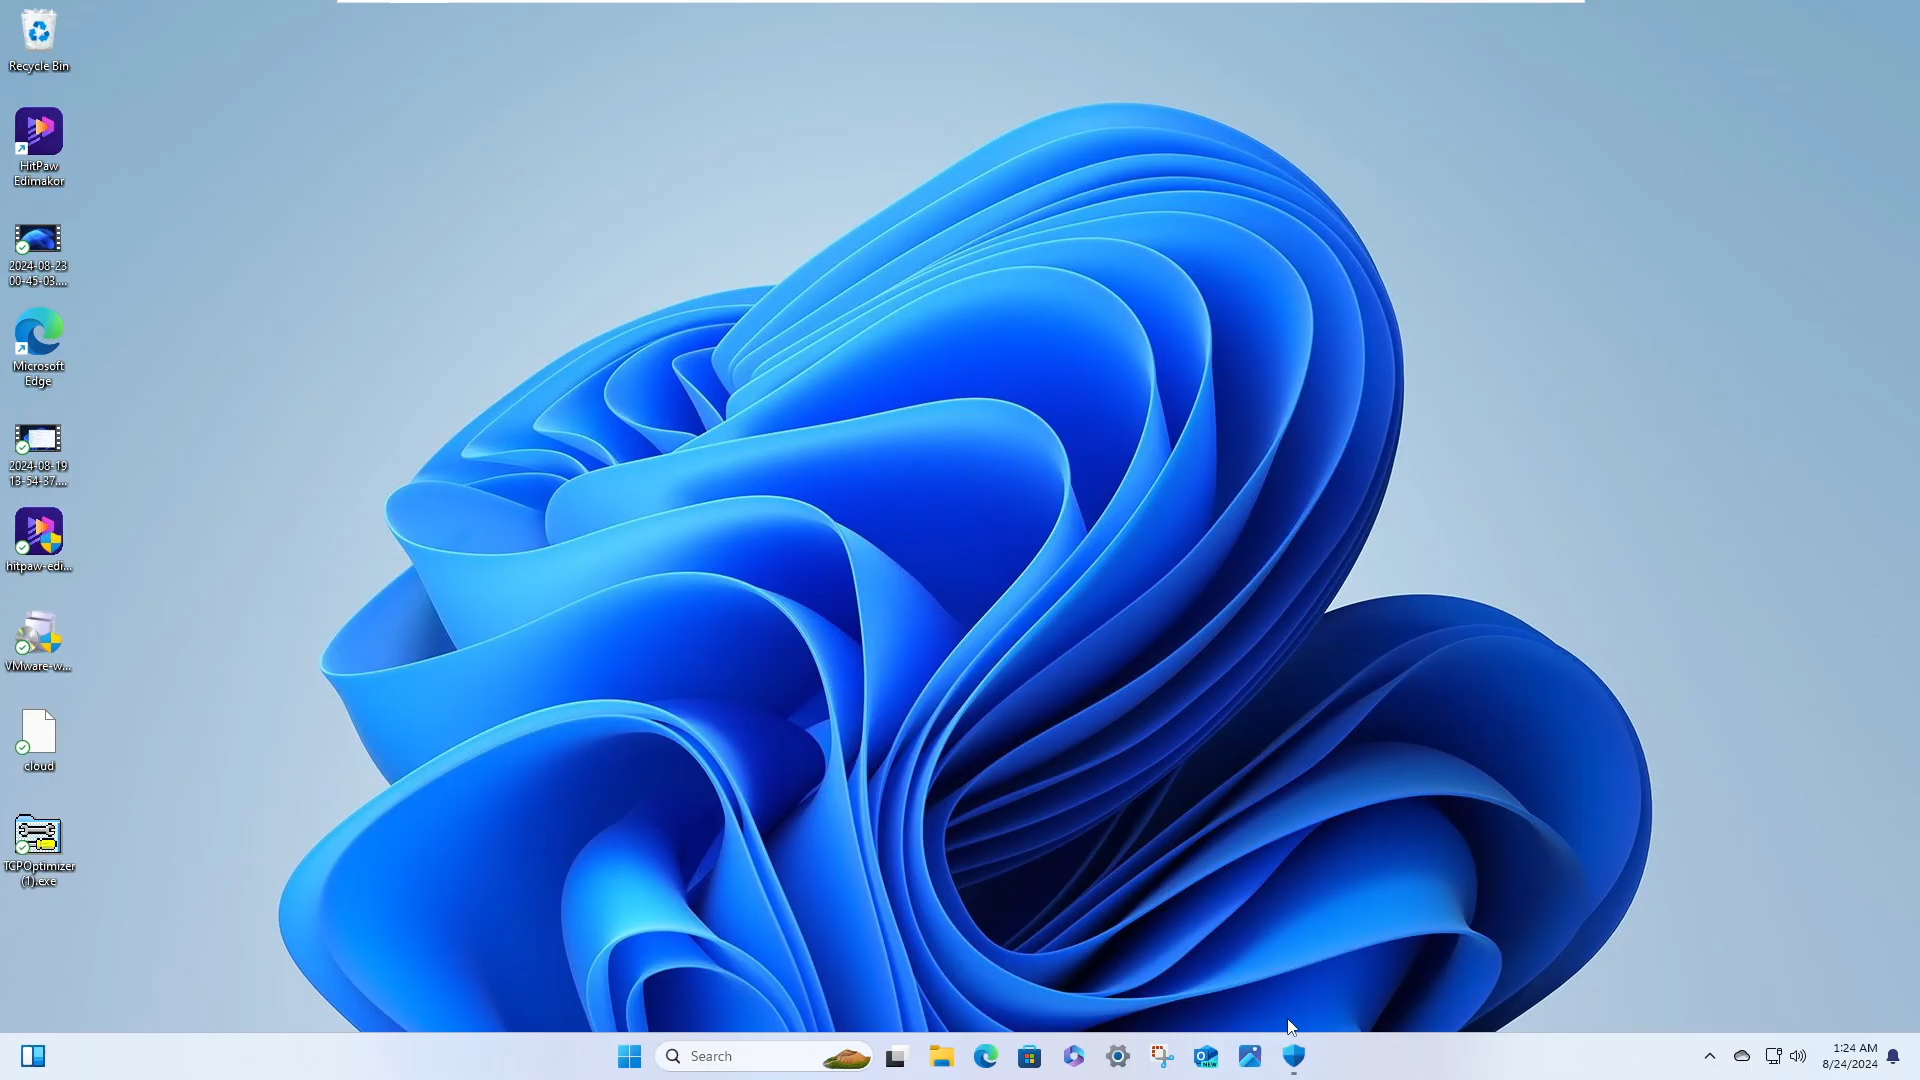 Recycle Bin
HitPaw
Edimakor
2024-08-23
00-45-03....
Microsoft
Edge
2024-08-19
13-54-37....
hitpaw-edi...
VMware-w...
cloud
TCPOptimizer
(1).exe
Search
NEW
1:24 AM
8/24/2024